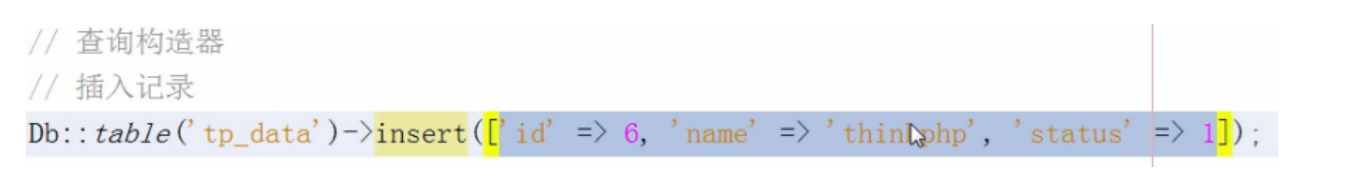 // 查询构造器
// 插入记录
Db::table('tp_data')->insert(['id' => 6, 'name' => 'thinkphp', 'status' => 1]);